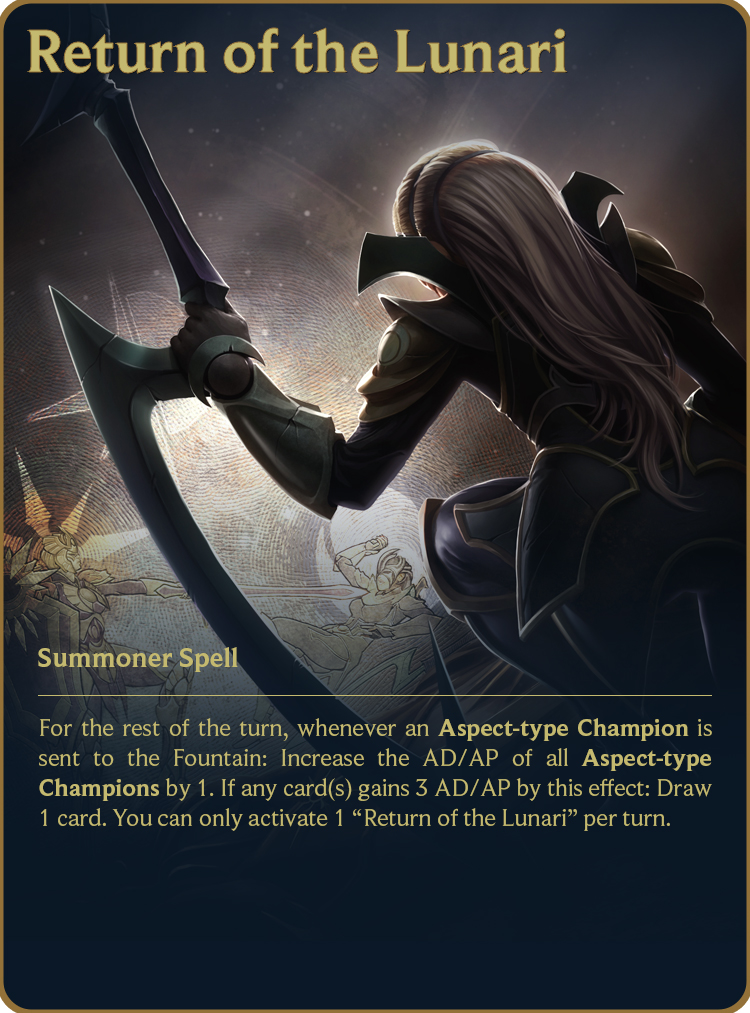 Return of the Lunari
Summoner Spell
For the rest of the turn, whenever an Aspect-type Champion is
sent to the Fountain: Increase the AD/AP of all Aspect-type
Champions by 1. If any card(s) gains 3 AD/AP by this effect: Draw
1 card. You can only activate 1 “Return of the Lunari” per turn.